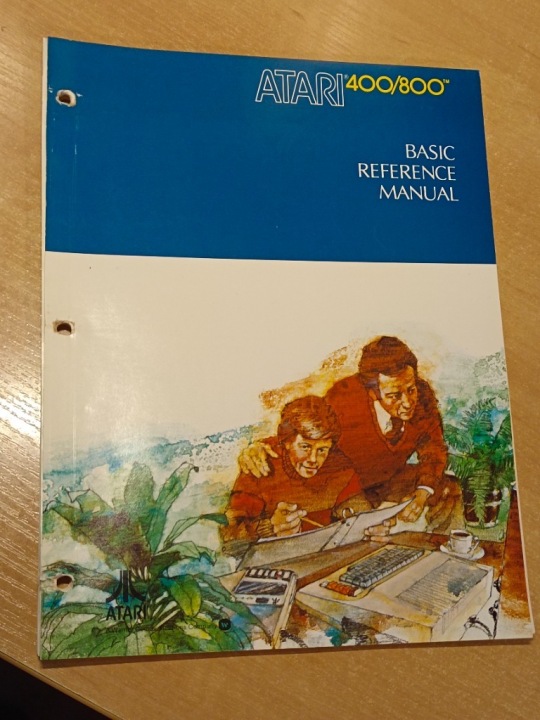 ATARI® 400/800™
BASIC
REFERENCE
MANUAL
ATARI